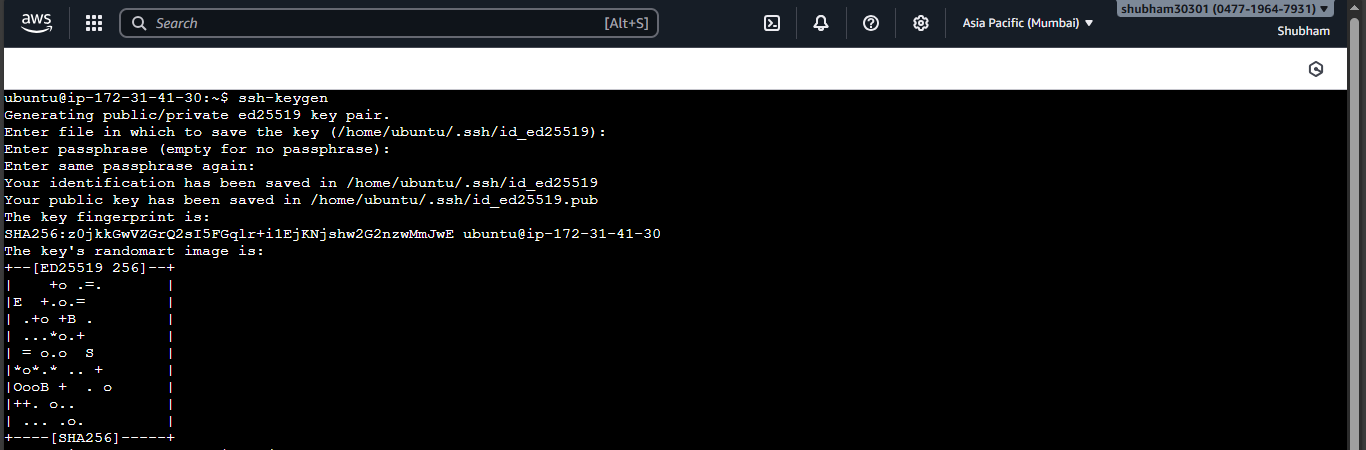 aws
Search [Alt+S]
Asia Pacific (Mumbai) ▼
shubham30301 (0477-1964-7931) ▼
Shubham
ubuntu@ip-172-31-41-30:~$ ssh-keygen
Generating public/private ed25519 key pair.
Enter file in which to save the key (/home/ubuntu/.ssh/id_ed25519):
Enter passphrase (empty for no passphrase):
Enter same passphrase again:
Your identification has been saved in /home/ubuntu/.ssh/id_ed25519
Your public key has been saved in /home/ubuntu/.ssh/id_ed25519.pub
The key fingerprint is:
SHA256:z0jkkGwVZGrQ2sI5FGqlr+i1EjKNjshw2G2nzwMmJwE ubuntu@ip-172-31-41-30
The key's randomart image is:
+--[ED25519 256]--+
|    +o .=.       |
|E  +.o.=         |
| .+o +B .        |
| ...*o.+         |
| = o.o  S        |
|*o*.* .. +       |
|OooB +  . o      |
|++. o..          |
| ... .o.         |
+----[SHA256]-----+